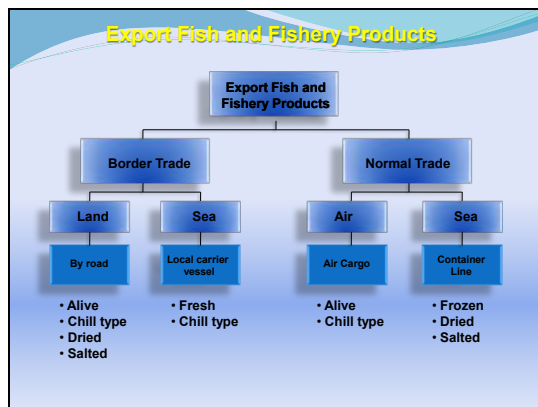 Export Fish and Fishery Products
Export Fish and
Fishery Products
Border Trade
Normal Trade
Land
Sea
Air
Sea
By road
Local carrier
vessel
Air Cargo
Container
Line
• Alive
• Chill type
• Dried
• Salted
• Fresh
• Chill type
• Alive
• Chill type
• Frozen
• Dried
• Salted